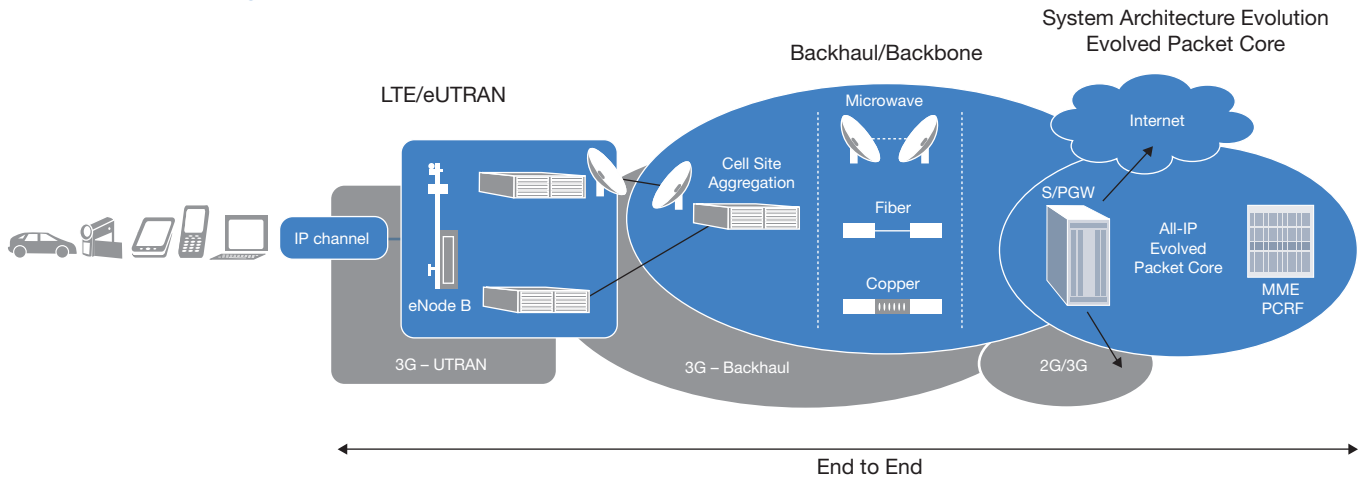 System Architecture Evolution
Evolved Packet Core
Backhaul/Backbone
LTE/eUTRAN
Microwave
Internet
Cell Site
Aggregation
S/PGW
Fiber
IP channel
All-IP
Evolved
Packet Core
Copper
MME
PCRF
eNode B
3G – UTRAN
3G – Backhaul
2G/3G
End to End